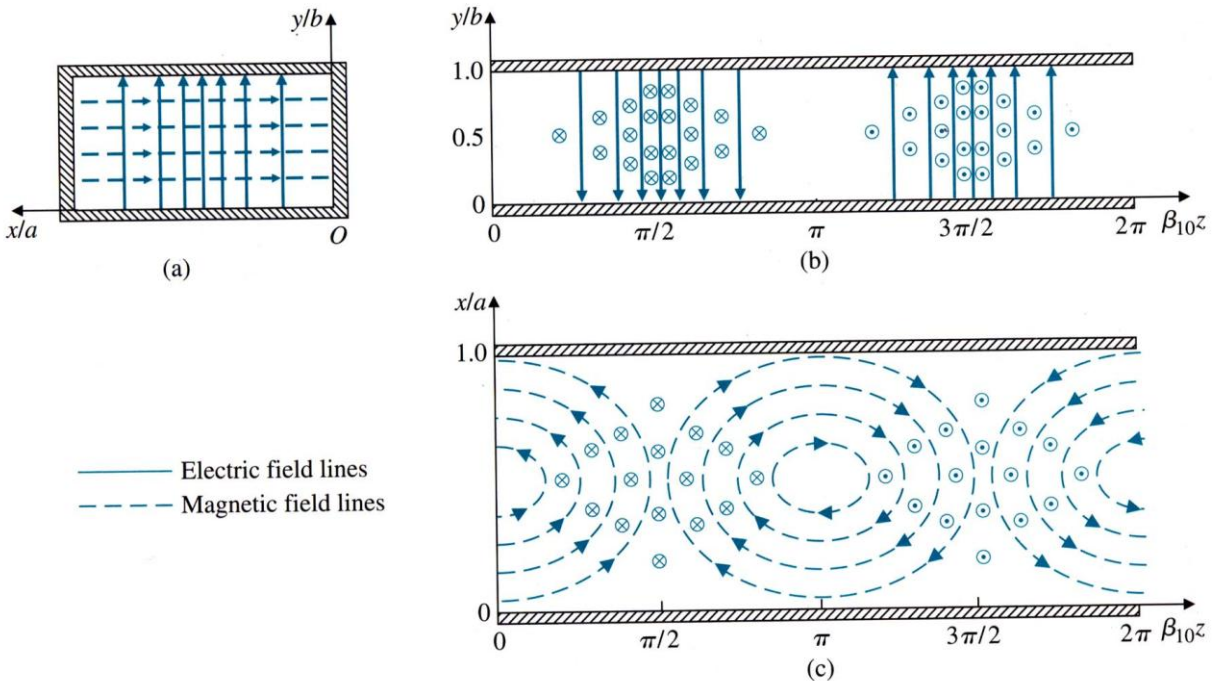 y/b
x/a
O
(a)
y/b
1.0
0.5
0
0
π/2
π
3π/2
2π
β₁₀z
(b)
Electric field lines
Magnetic field lines
x/a
1.0
0
0
π/2
π
3π/2
2π
β₁₀z
(c)